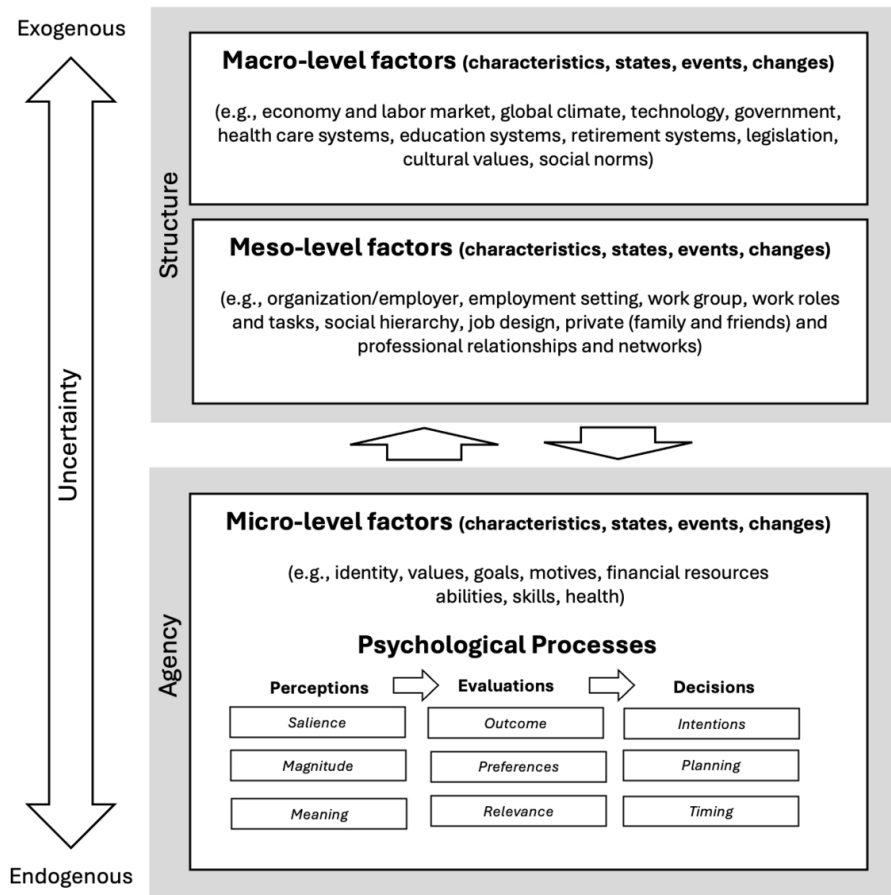 Exogenous
Uncertainty
Endogenous
Structure
Macro-level factors (characteristics, states, events, changes)
(e.g., economy and labor market, global climate, technology, government,
health care systems, education systems, retirement systems, legislation,
cultural values, social norms)
Meso-level factors (characteristics, states, events, changes)
(e.g., organization/employer, employment setting, work group, work roles
and tasks, social hierarchy, job design, private (family and friends) and
professional relationships and networks)
Agency
Micro-level factors (characteristics, states, events, changes)
(e.g., identity, values, goals, motives, financial resources
abilities, skills, health)
Psychological Processes
Perceptions Evaluations Decisions
Salience Outcome Intentions
Magnitude Preferences Planning
Meaning Relevance Timing